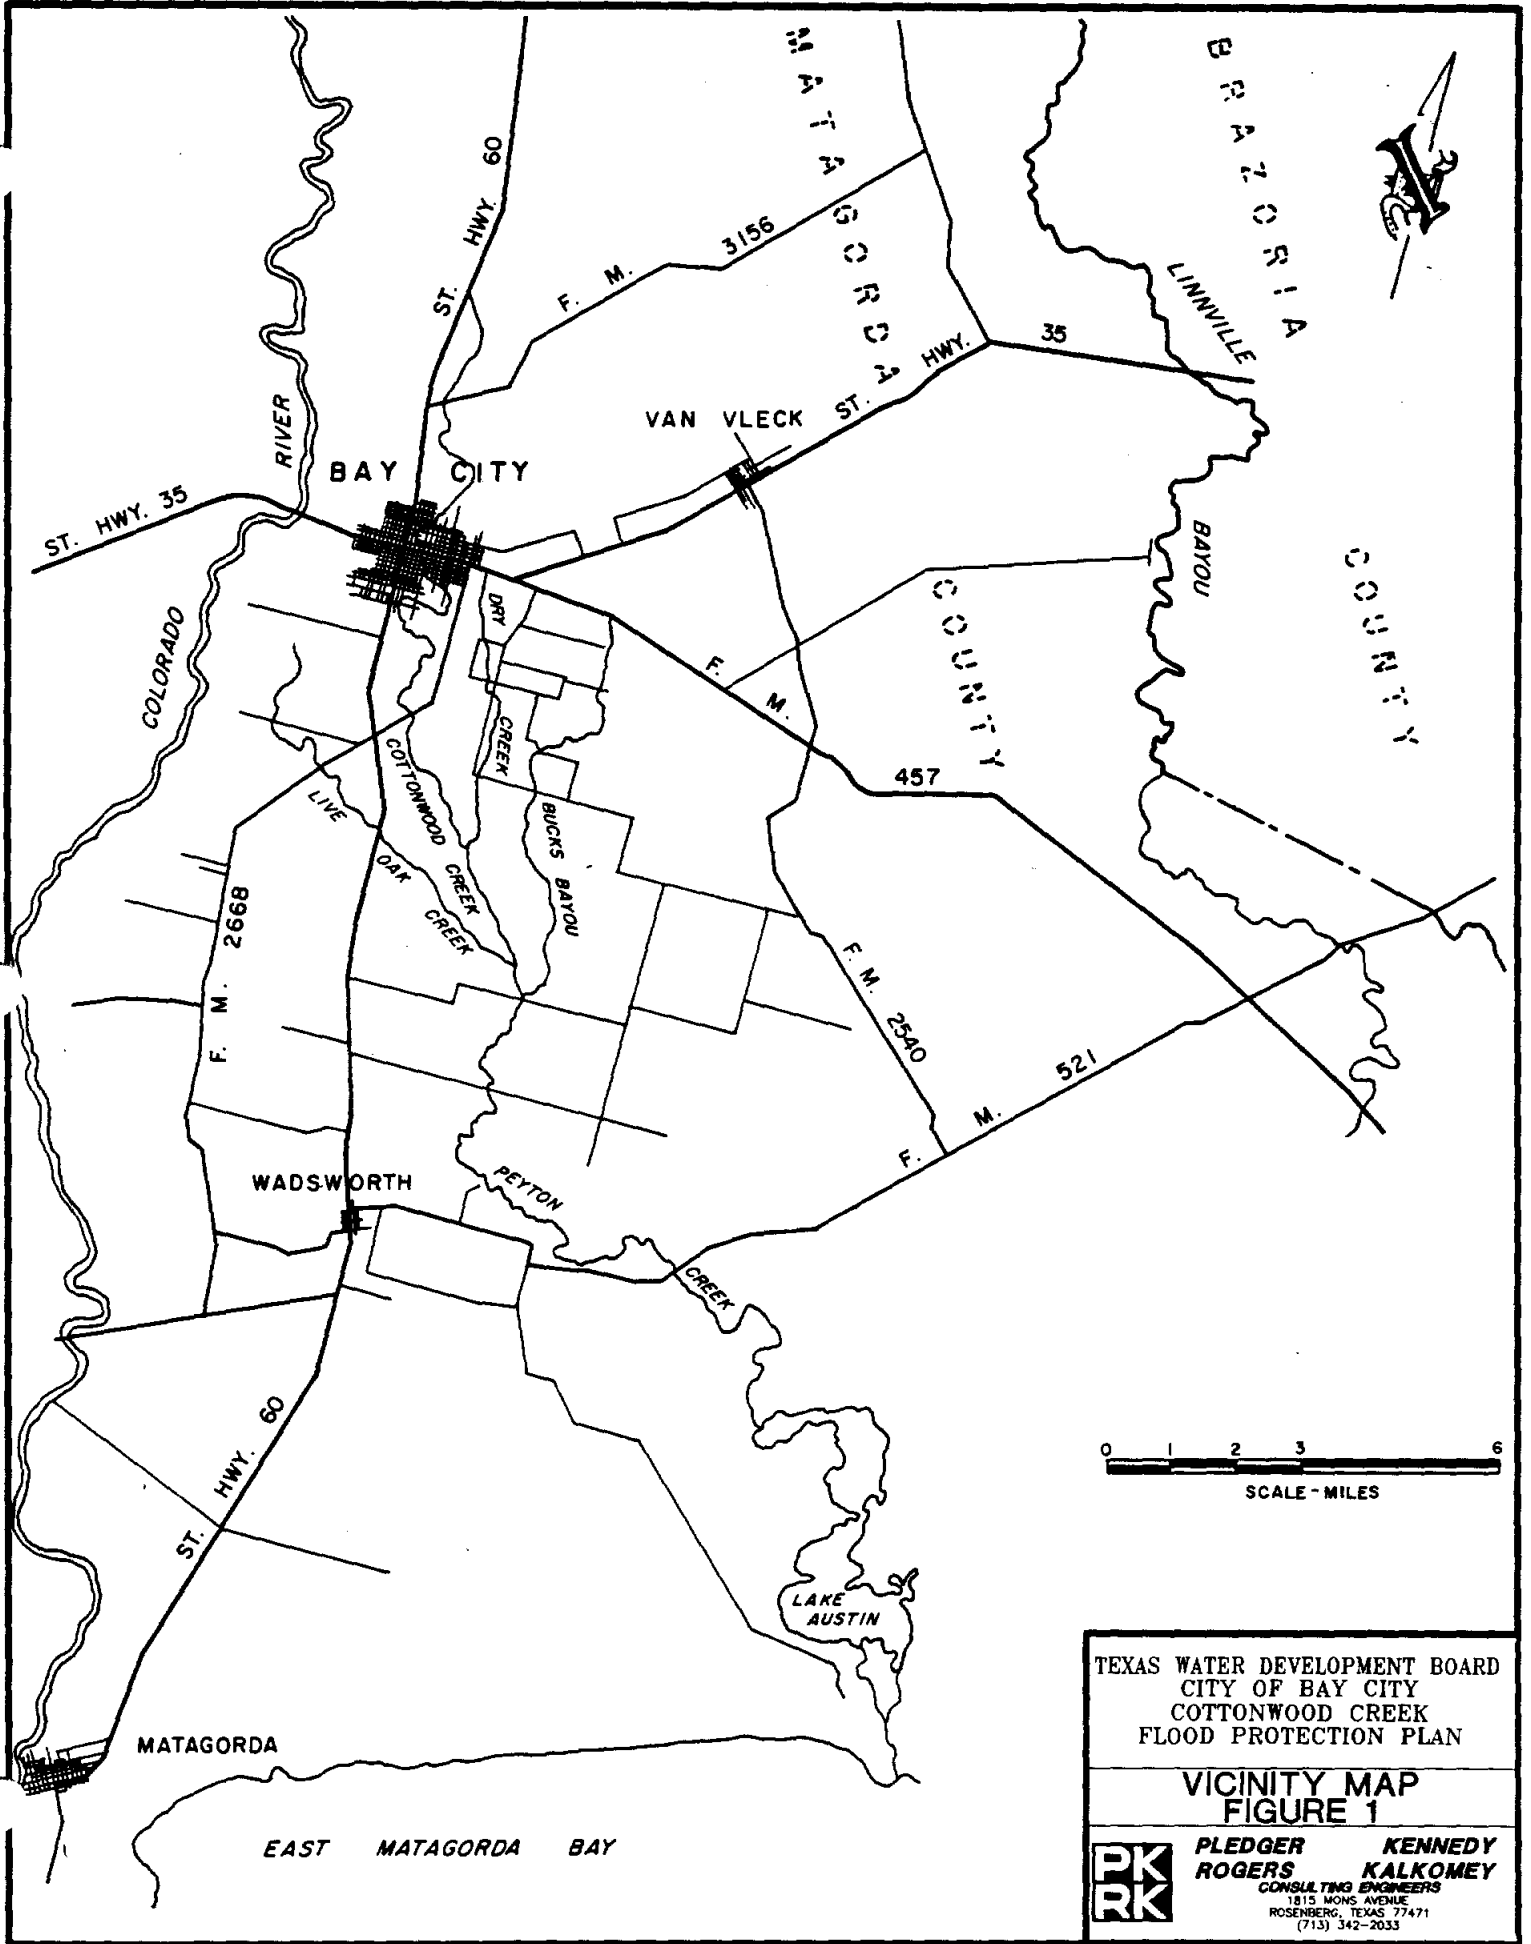 MATAGORDA
COUNTY
BRAZORIA
COUNTY
N
ST. HWY. 60
F. M. 3156
LINNVILLE
BAYOU
ST. HWY. 35
VAN VLECK
RIVER
BAY CITY
ST. HWY. 35
COLORADO
DRY
CREEK
F. M. 457
COTTONWOOD CREEK
LIVE
OAK
CREEK
BUCKS BAYOU
F. M. 2668
F. M. 2540
F. M. 521
WADSWORTH
PEYTON
CREEK
ST. HWY. 60
0 1 2 3 6
SCALE-MILES
LAKE
AUSTIN
MATAGORDA
EAST MATAGORDA BAY
TEXAS WATER DEVELOPMENT BOARD
CITY OF BAY CITY
COTTONWOOD CREEK
FLOOD PROTECTION PLAN
VICINITY MAP
FIGURE 1
PK
RK
PLEDGER KENNEDY
ROGERS KALKOMEY
CONSULTING ENGINEERS
1815 MONS AVENUE
ROSENBERG, TEXAS 77471
(713) 342-2033